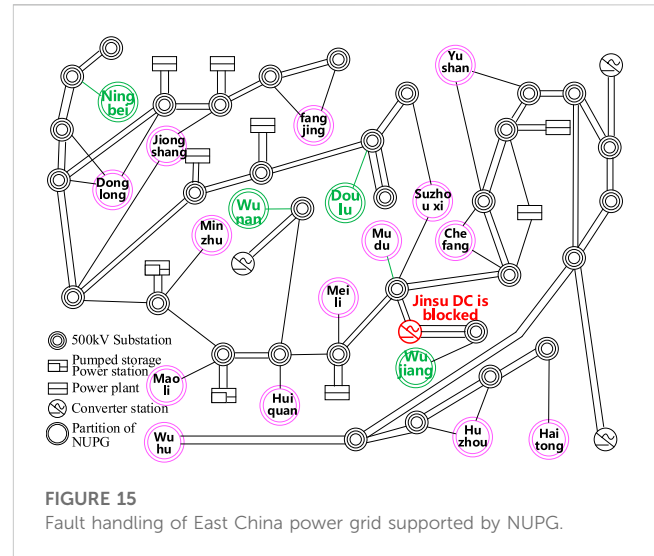 Ning
bei
Yu
shan
fang
jing
Jiong
shang
Dong
long
Wu
nan
Dou
lu
Suzho
u xi
Min
zhu
Mu
du
Che
fang
Mei
li
Jinsu DC is
blocked
Wu
jiang
500kV Substation
Pumped storage
Power station
Power plant
Converter station
Partition of
NUPG
Mao
li
Hui
quan
Wu
hu
Hu
zhou
Hai
tong
FIGURE 15
Fault handling of East China power grid supported by NUPG.